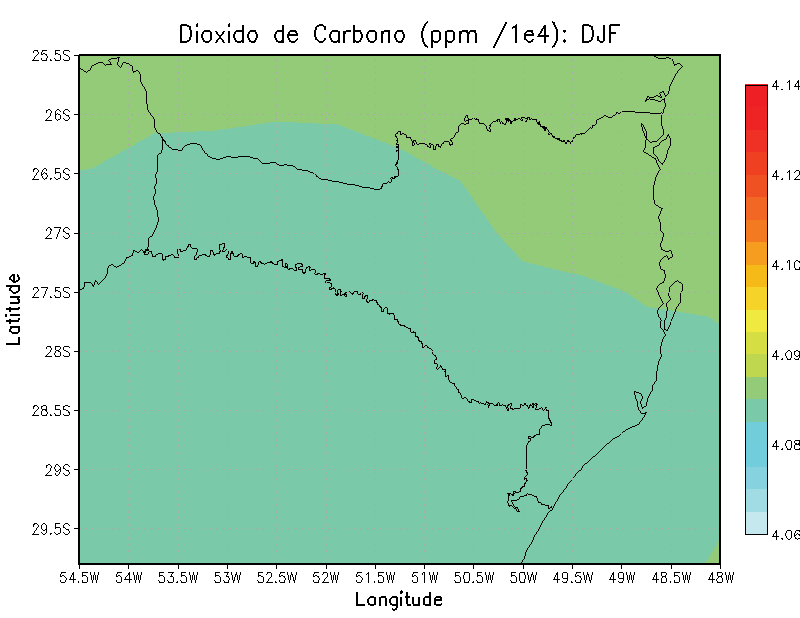 Dioxido de Carbono (ppm /1e4): DJF
25.5S
26S
26.5S
27S
27.5S
28S
28.5S
29S
29.5S
Latitude
54.5W 54W 53.5W 53W 52.5W 52W 51.5W 51W 50.5W 50W 49.5W 49W 48.5W 48W
Longitude
4.14
4.12
4.10
4.09
4.08
4.06